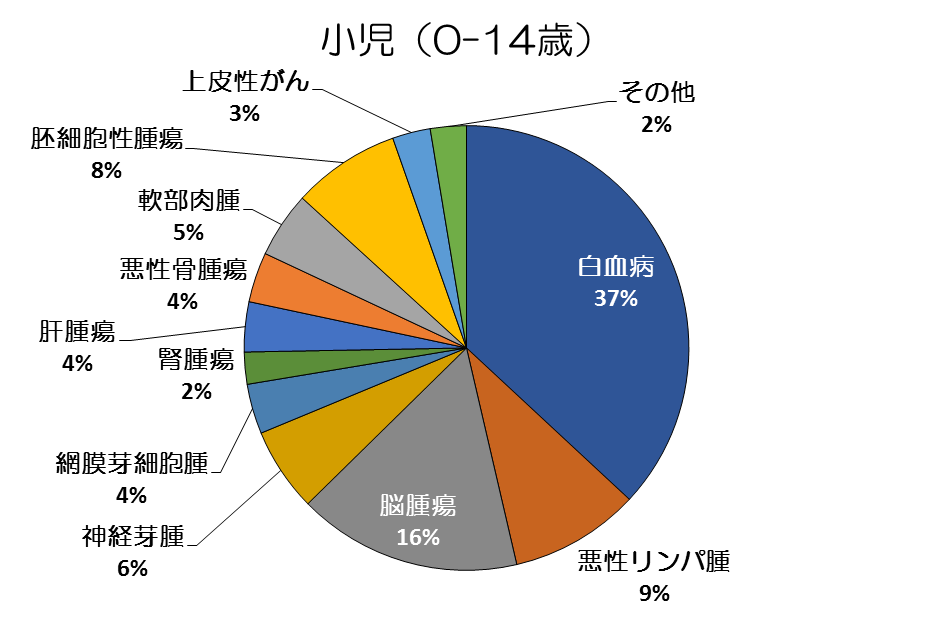 小児（0-14歳）
白血病
37%
悪性リンパ腫
9%
脳腫瘍
16%
神経芽腫
6%
網膜芽細胞腫
4%
腎腫瘍
2%
肝腫瘍
4%
悪性骨腫瘍
4%
軟部肉腫
5%
胚細胞性腫瘍
8%
上皮性がん
3%
その他
2%